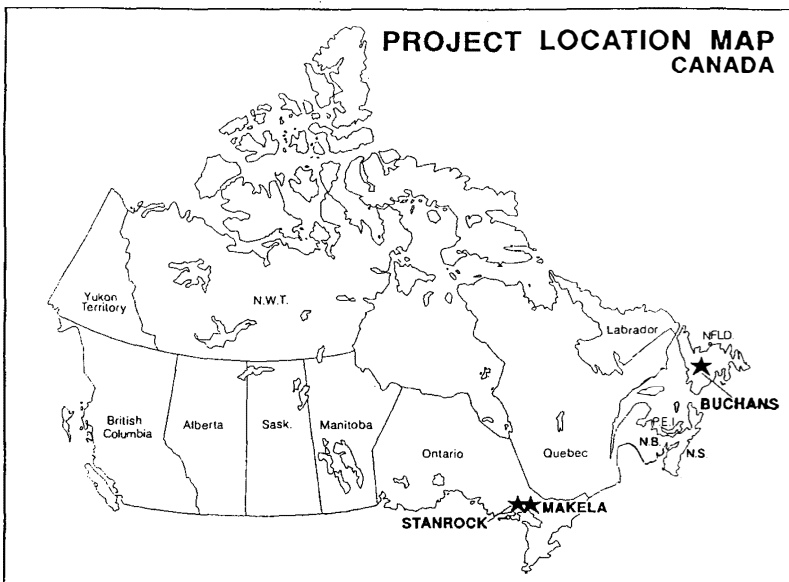 PROJECT LOCATION MAP
CANADA
Yukon
Territory
N.W.T.
Labrador
NFLD.
BUCHANS
British
Columbia
Alberta
Sask.
Manitoba
Ontario
Quebec
P.E.I.
N.B.
N.S.
STANROCK
MAKELA